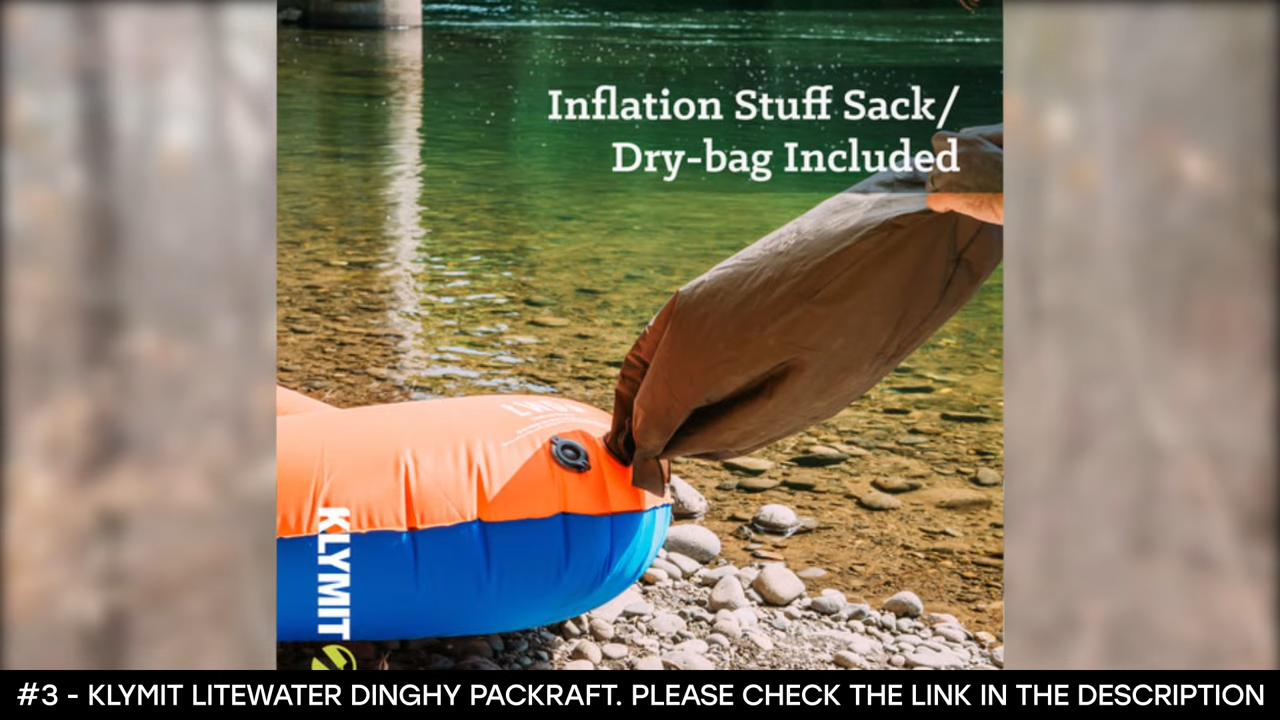 Inflation Stuff Sack/
Dry-bag Included
KLYMIT
#3 - KLYMIT LITEWATER DINGHY PACKRAFT. PLEASE CHECK THE LINK IN THE DESCRIPTION